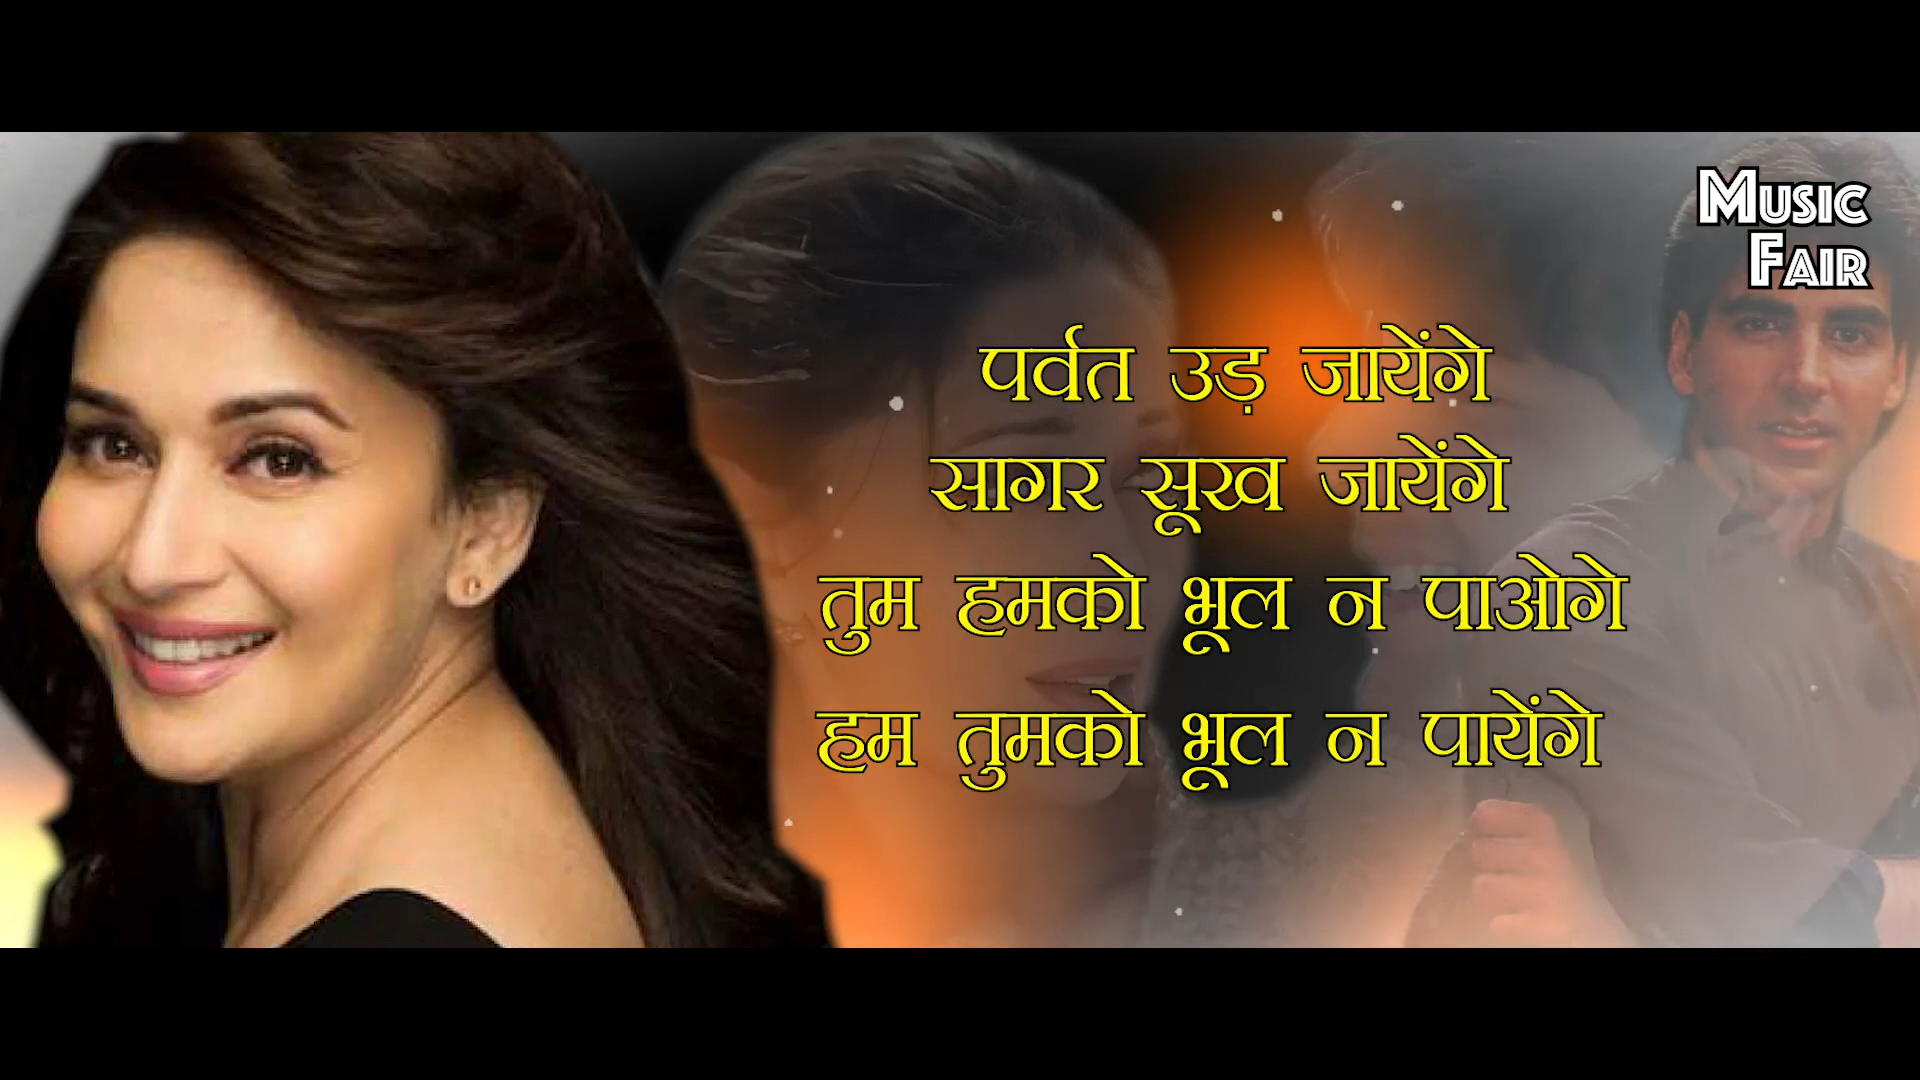 Music
Fair
पर्वत उड़ जायेंगे
सागर सूख जायेंगे
तुम हमको भूल न पाओगे
हम तुमको भूल न पायेंगे